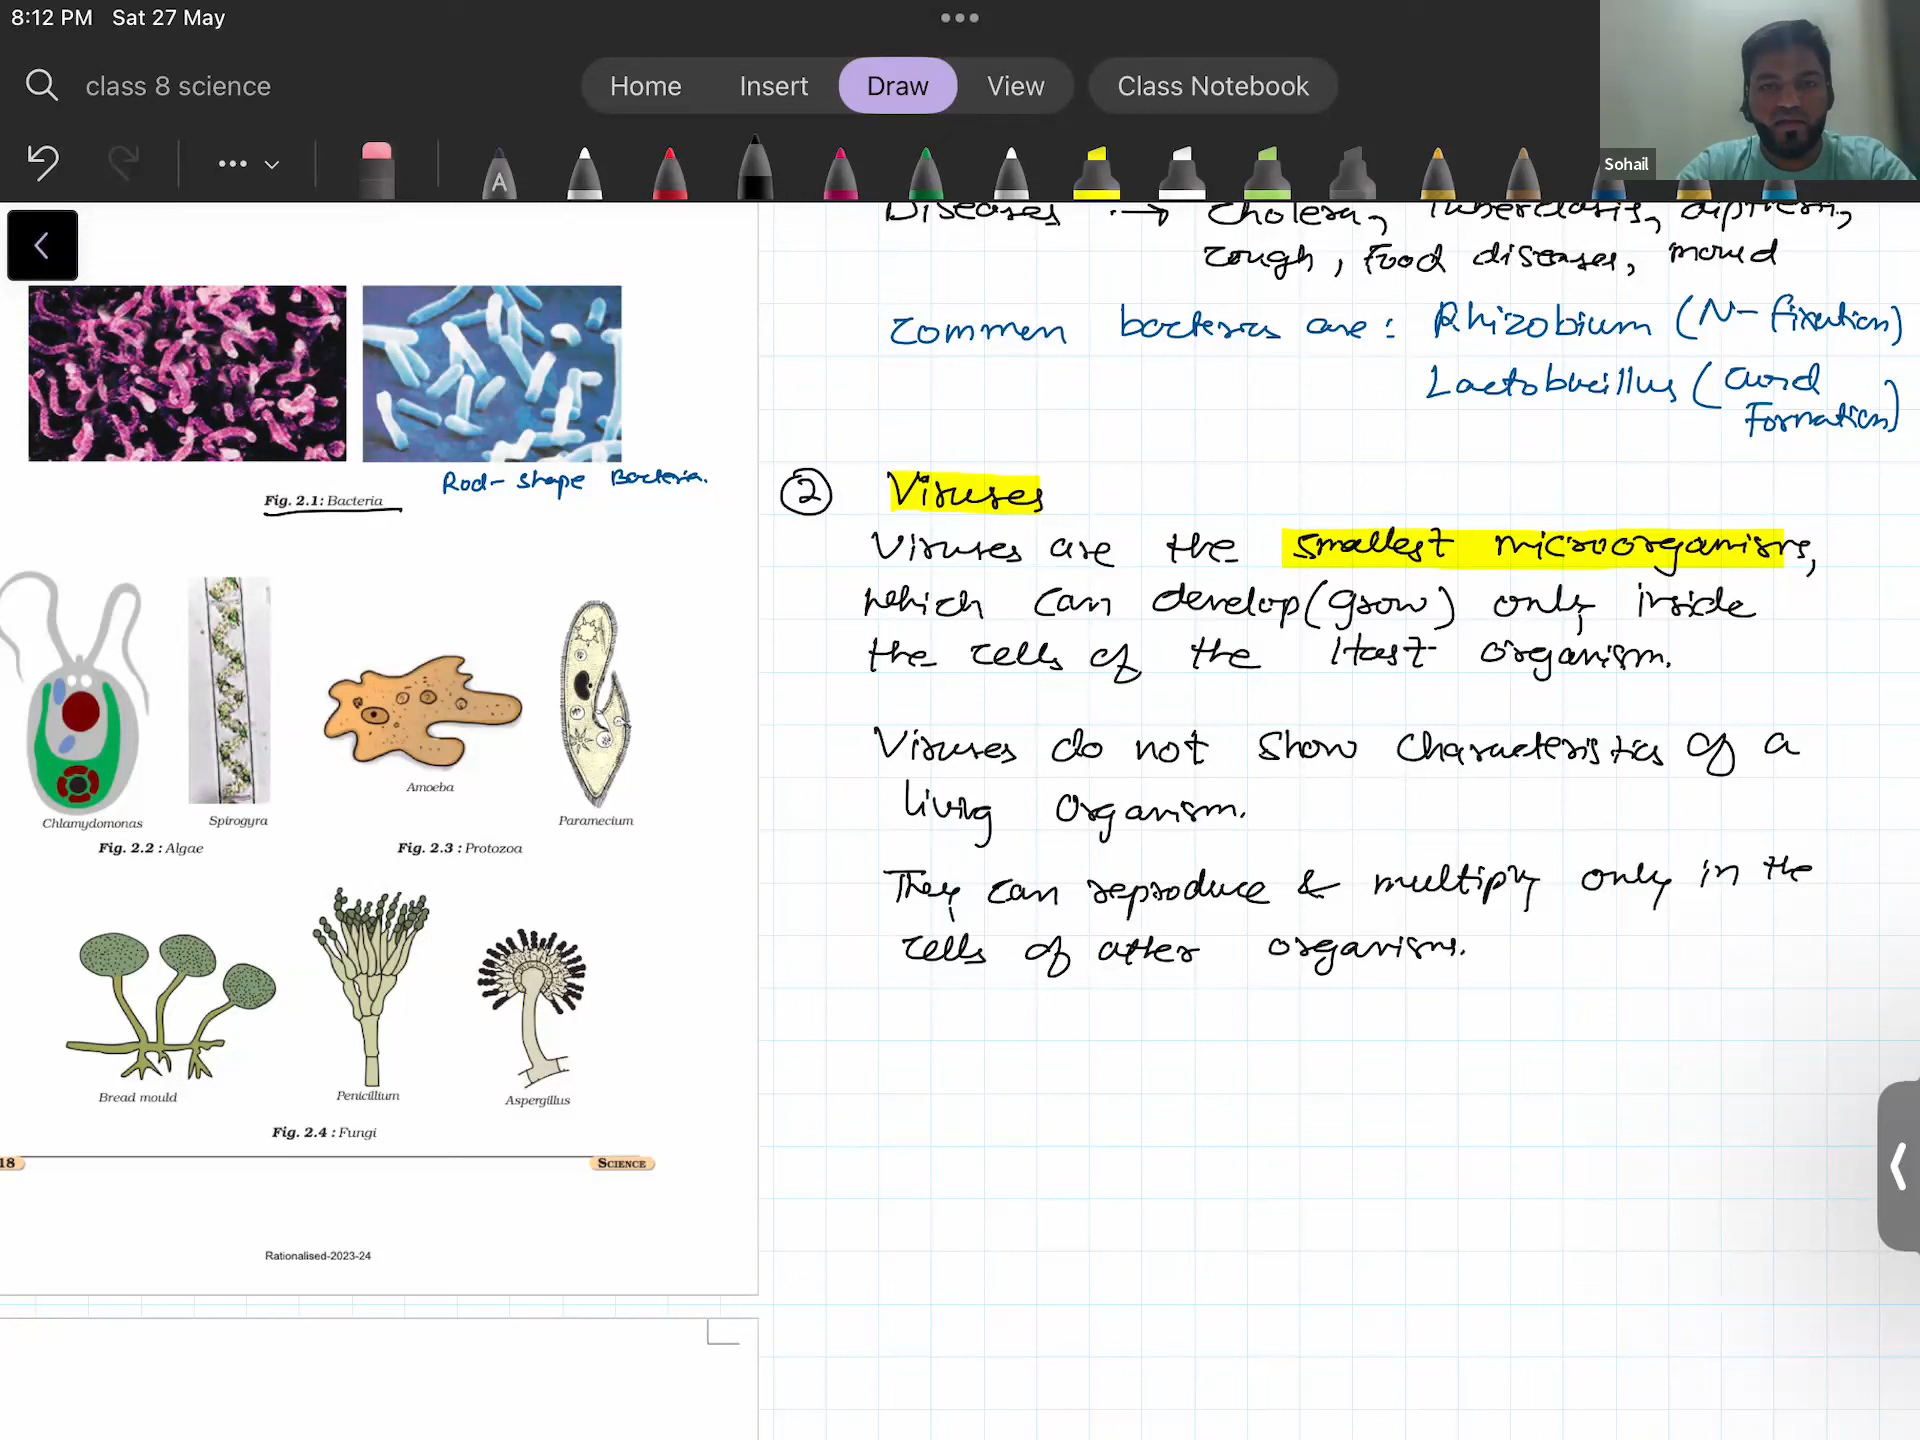 8:12 PM Sat 27 May
class 8 science
Home Insert Draw View Class Notebook
Sohail
A
Diseases → Cholera, Tuberclosis,
cough, Food diseases,
Common bacterias are: Rhizobium (N-fixation)
Lactobacillus (
Formation)
Rod-shape Bacteria.
Fig. 2.1: Bacteria
② Viruses
Viruses are the smallest microorganisms,
which can develop(grow) only inside
the cells of the Host organism.
Viruses do not show characteristics of a
living organism.
They can reproduce & multiply only in the
cells of other organisms.
Chlamydomonas
Spirogyra
Amoeba
Paramecium
Fig. 2.2 : Algae
Fig. 2.3 : Protozoa
Bread mould
Penicillium
Aspergillus
Fig. 2.4 : Fungi
18
SCIENCE
Rationalised-2023-24